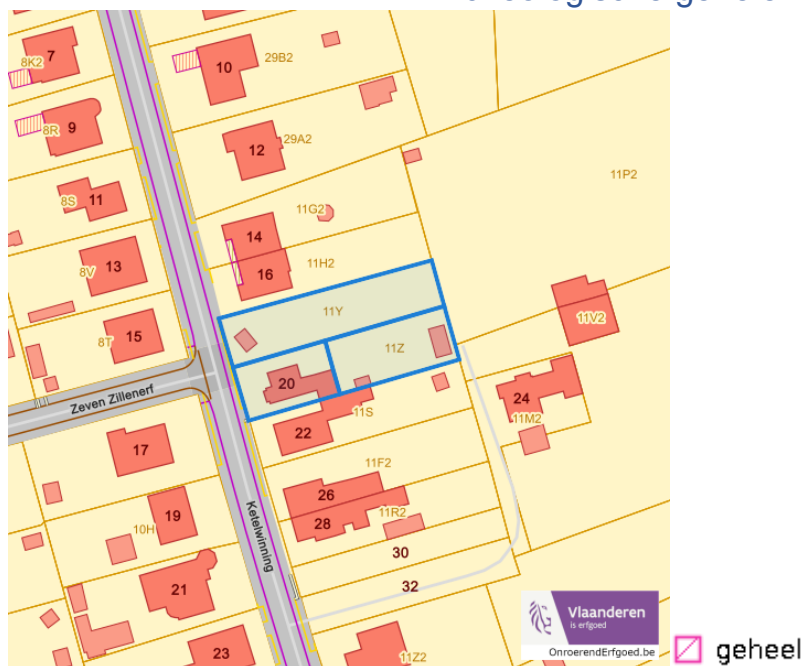 7
8K2
10
29B2
9
8R
12
29A2
11P2
8S
11
11G2
14
13
8V
11H2
16
11Y
11V2
15
8T
11Z
20
Zeven Zillenerf
24
11S
11M2
22
17
11F2
26
11R2
28
19
10H
Ketelwinning
30
32
21
Vlaanderen
is erfgoed
23
11Z2
OnroerendErfgoed.be
geheel